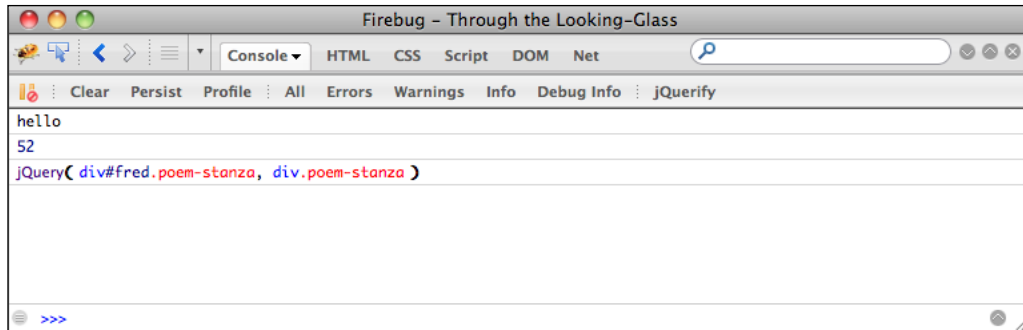 Firebug – Through the Looking-Glass
Console HTML CSS Script DOM Net
Clear Persist Profile All Errors Warnings Info Debug Info jQuerify
hello
52
jQuery( div#fred.poem-stanza, div.poem-stanza )
>>>